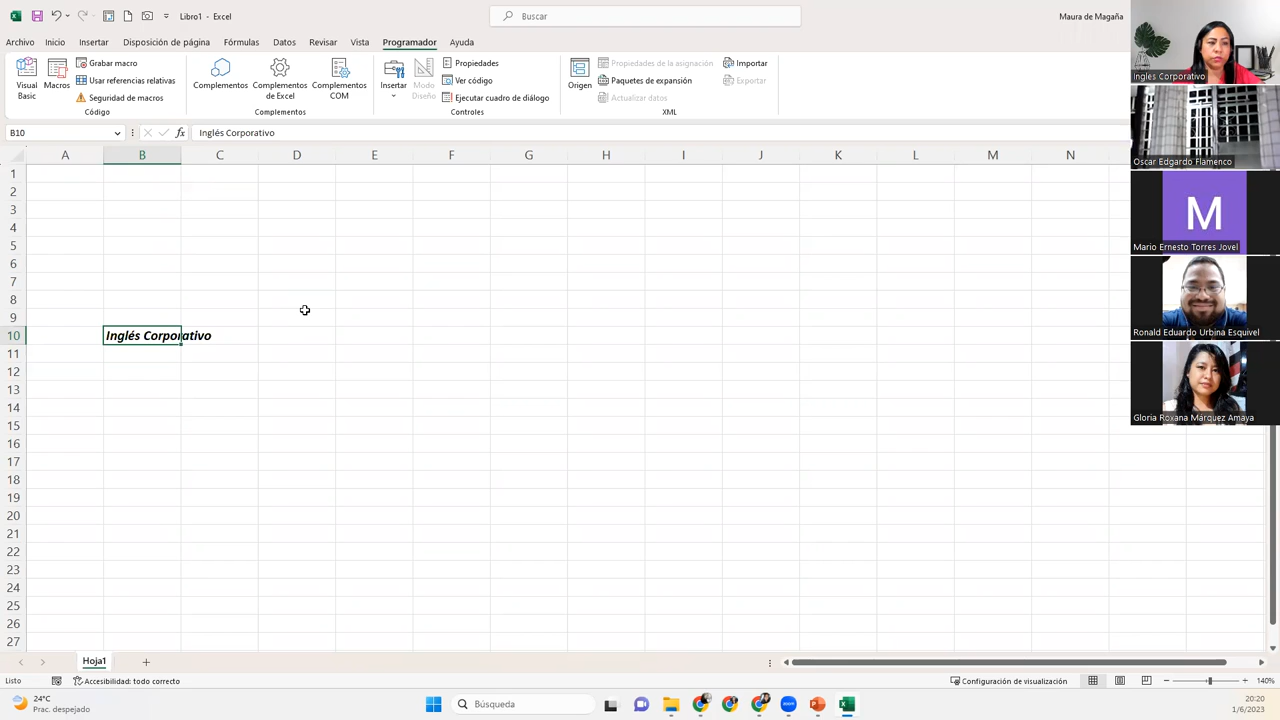 Libro1 - Excel
Buscar
Maura de Magaña
Archivo Inicio Insertar Disposición de página Fórmulas Datos Revisar Vista Programador Ayuda
Visual Basic
Macros
Grabar macro
Usar referencias relativas
Seguridad de macros
Código
Complementos
Complementos de Excel
Complementos COM
Complementos
Insertar
Modo Diseño
Propiedades
Ver código
Ejecutar cuadro de diálogo
Controles
Origen
Propiedades de la asignación
Paquetes de expansión
Actualizar datos
Importar
Exportar
XML
B10 fx Inglés Corporativo
A B C D E F G H I J K L M N
1
2
3
4
5
6
7
8
9
10 Inglés Corporativo
11
12
13
14
15
16
17
18
19
20
21
22
23
24
25
26
27
Inglés Corporativo
Oscar Edgardo Flamenco
M
Mario Ernesto Torres Jovel
Ronald Eduardo Urbina Esquivel
Gloria Roxana Márquez Amaya
Hoja1
Listo Accesibilidad: todo correcto Configuración de visualización 140%
24°C
Prac. despejado
Búsqueda
zoom
20:20
1/6/2023